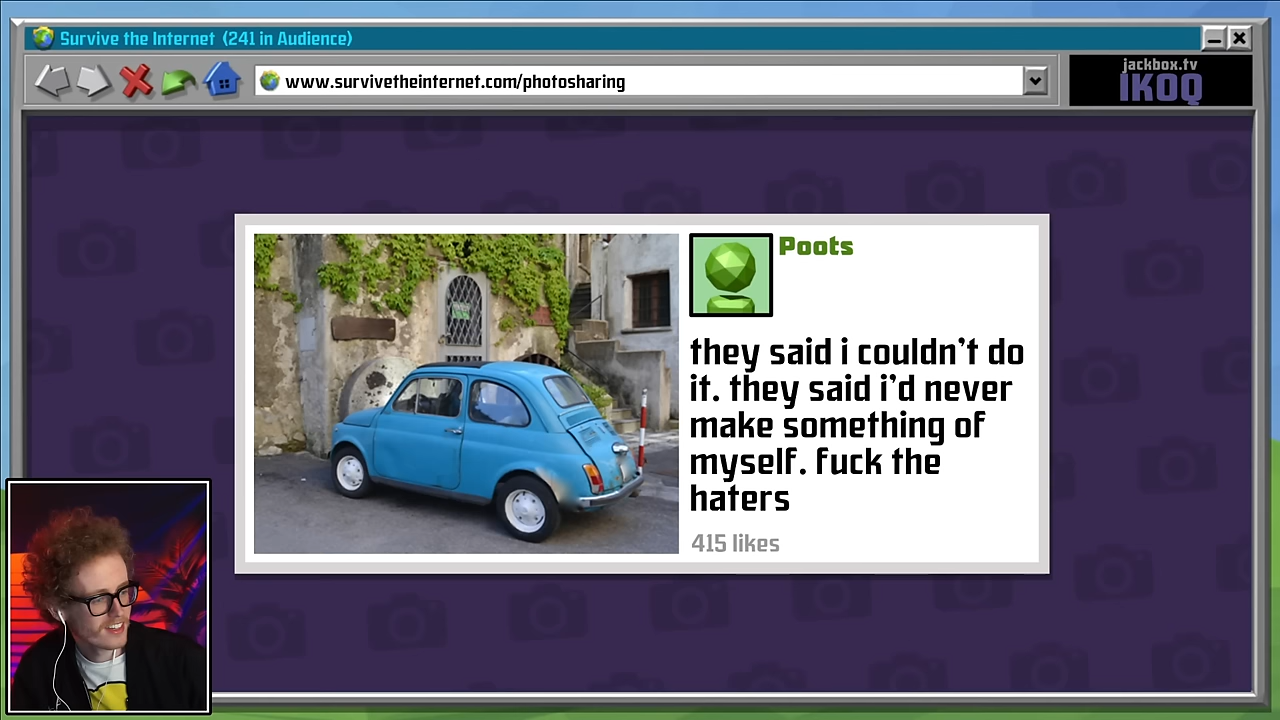 Survive the Internet (241 in Audience)
www.survivetheinternet.com/photosharing
jackbox.tv
IKOQ
Poots
they said i couldn't do
it. they said i'd never
make something of
myself. fuck the
haters
415 likes